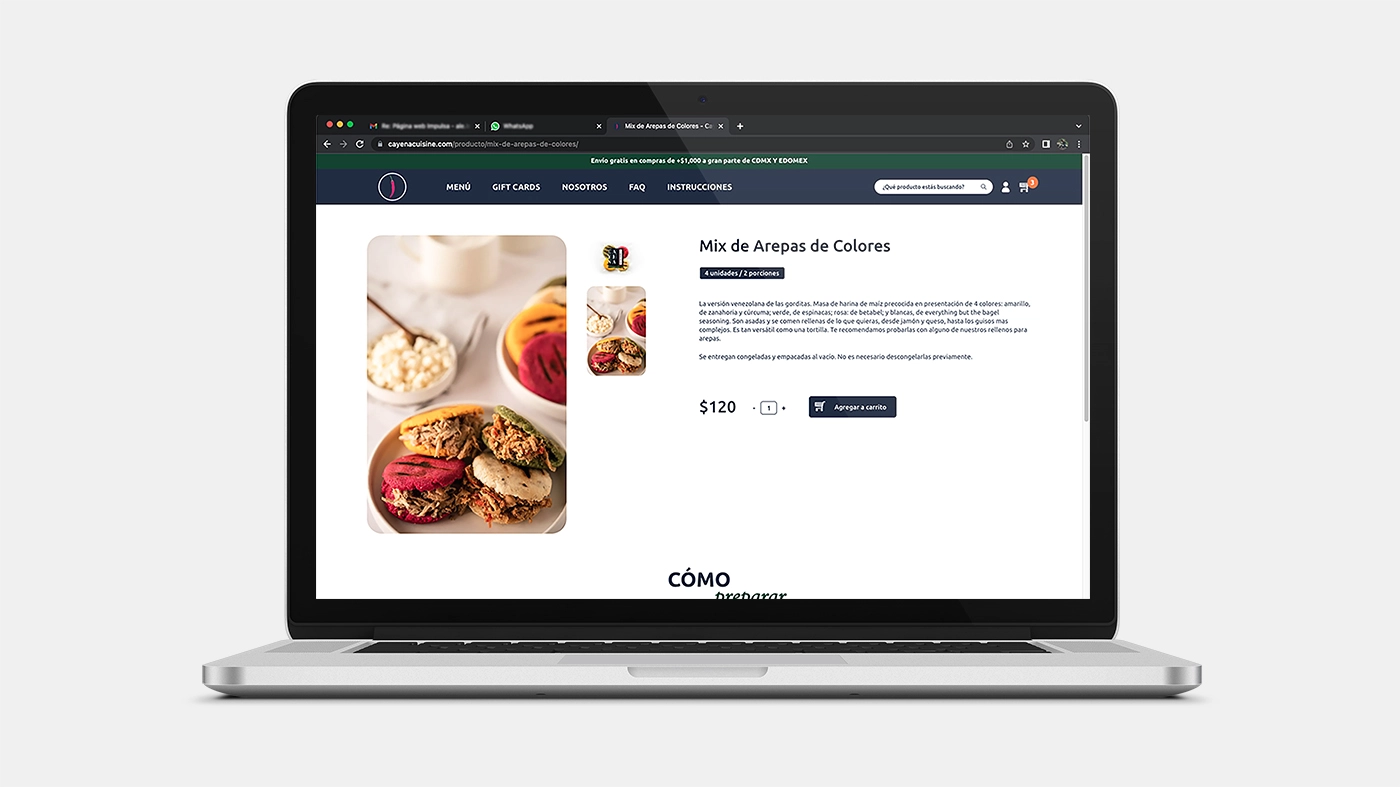 Re: Página web Impulsa - ale.
WhatsApp
Mix de Arepas de Colores - Ca
cayenacuisine.com/producto/mix-de-arepas-de-colores/
Envío gratis en compras de +$1,000 a gran parte de CDMX Y EDOMEX
MENÚ GIFT CARDS NOSOTROS FAQ INSTRUCCIONES
¿Qué producto estás buscando?
3
Mix de Arepas de Colores
4 unidades / 2 porciones
La versión venezolana de las gorditas. Masa de harina de maíz precocida en presentación de 4 colores: amarillo,
de zanahoria y cúrcuma; verde, de espinacas; rosa: de betabel; y blancas, de everything but the bagel
seasoning. Son asadas y se comen rellenas de lo que quieras, desde jamón y queso, hasta los guisos mas
complejos. Es tan versátil como una tortilla. Te recomendamos probarlas con alguno de nuestros rellenos para
arepas.
Se entregan congeladas y empacadas al vacío. No es necesario descongelarlas previamente.
$120 - 1 + Agregar a carrito
CÓMO
preparar